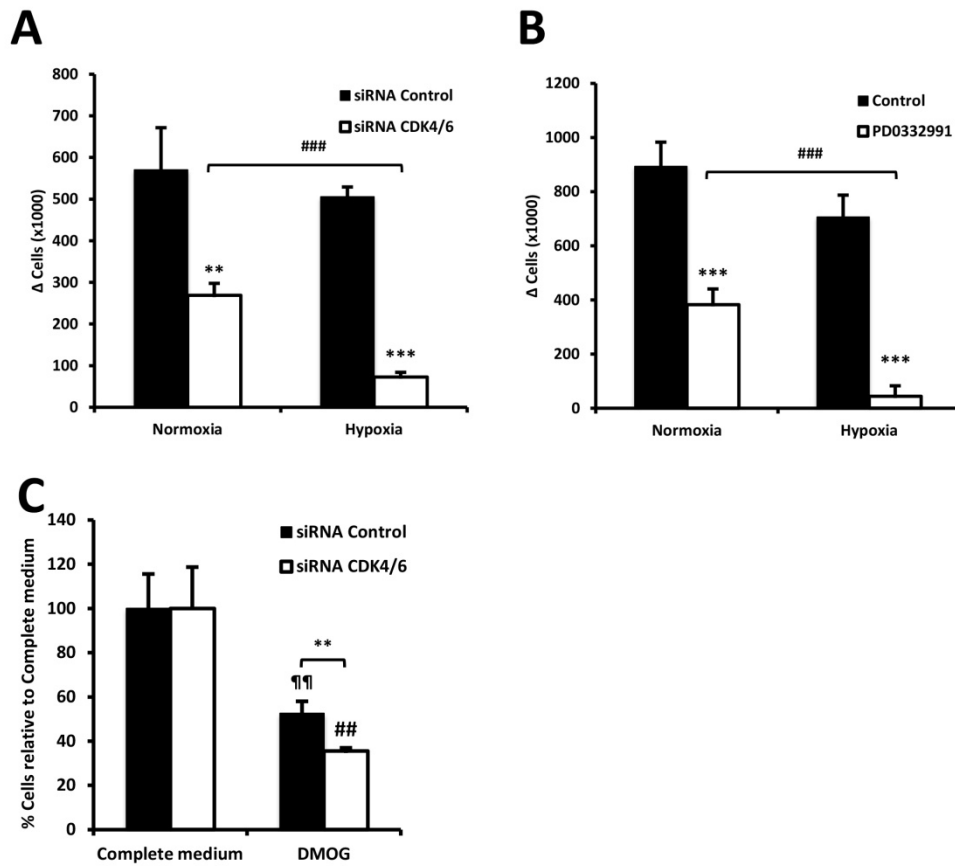 A
Δ Cells (x1000)
800
700
600
500
400
300
200
100
0
siRNA Control
siRNA CDK4/6
###
**
***
Normoxia
Hypoxia
B
Δ Cells (x1000)
1200
1000
800
600
400
200
0
Control
PD0332991
###
***
***
Normoxia
Hypoxia
C
% Cells relative to Complete medium
140
120
100
80
60
40
20
0
siRNA Control
siRNA CDK4/6
**
¶¶
##
Complete medium
DMOG